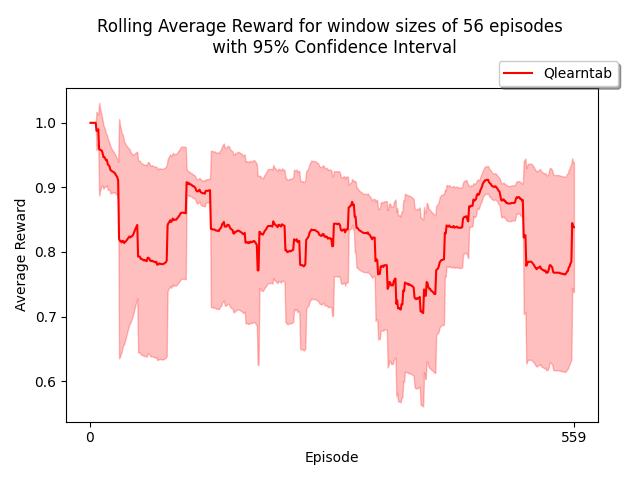 Rolling Average Reward for window sizes of 56 episodes
with 95% Confidence Interval
Qlearntab
1.0
0.9
0.8
0.7
0.6
Average Reward
0 559
Episode